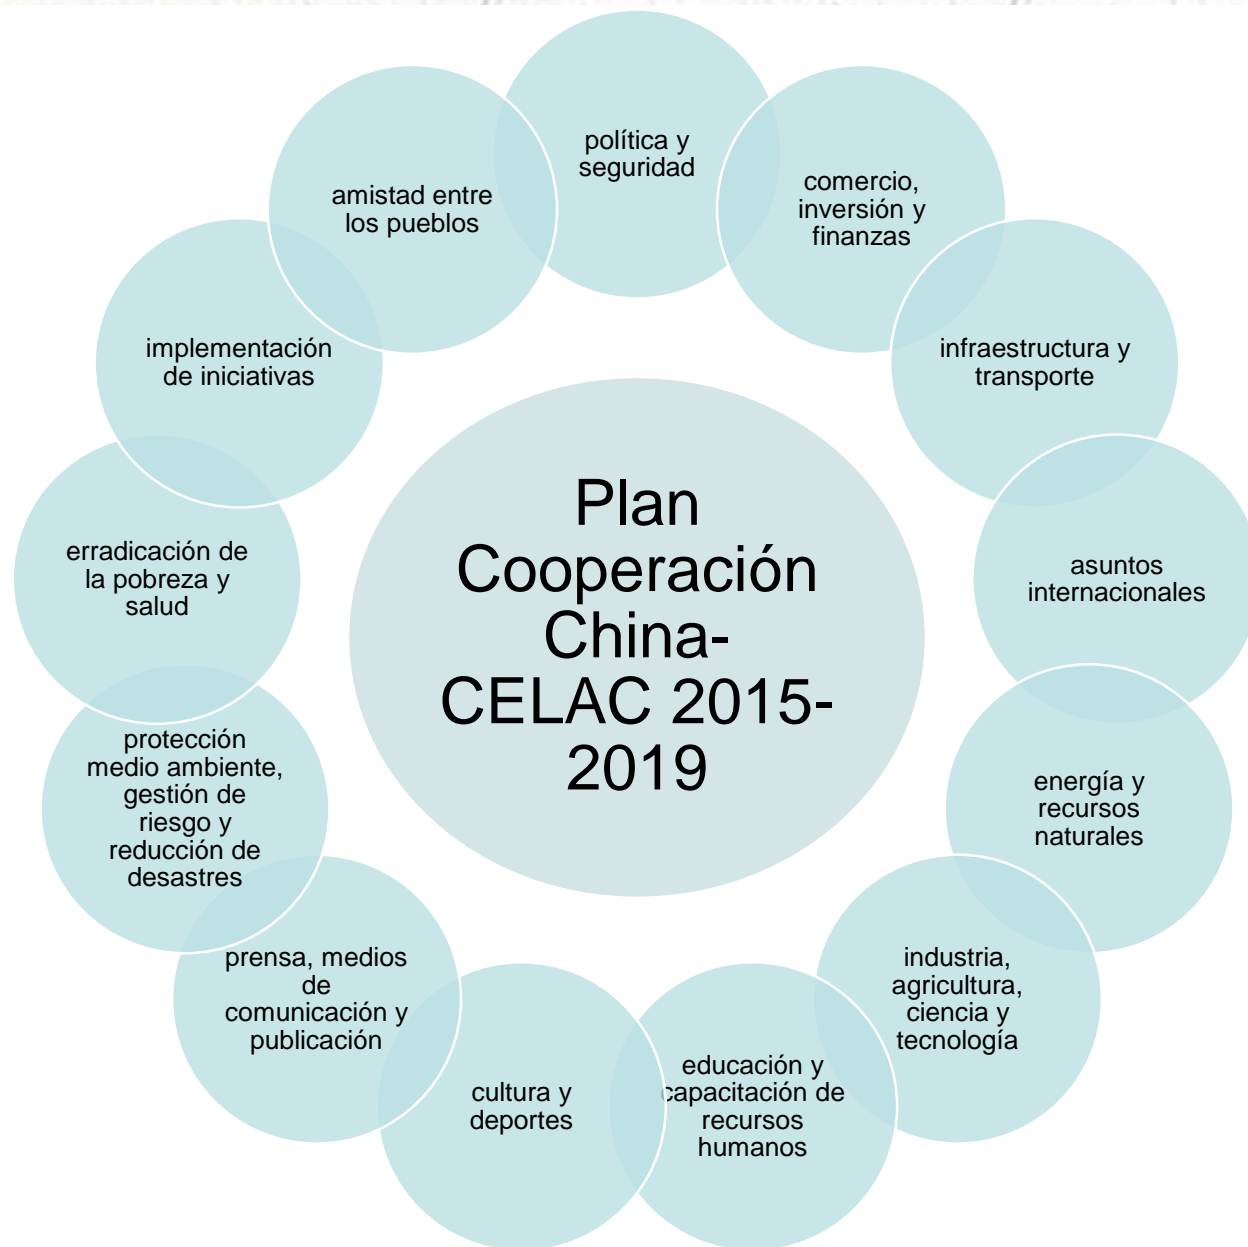 política y
seguridad
comercio,
inversión y
finanzas
infraestructura y
transporte
asuntos
internacionales
energía y
recursos
naturales
industria,
agricultura,
ciencia y
tecnología
educación y
capacitación de
recursos
humanos
cultura y
deportes
prensa, medios
de
comunicación y
publicación
protección
medio ambiente,
gestión de
riesgo y
reducción de
desastres
erradicación de
la pobreza y
salud
implementación
de iniciativas
amistad entre
los pueblos
Plan
Cooperación
China-
CELAC 2015-
2019